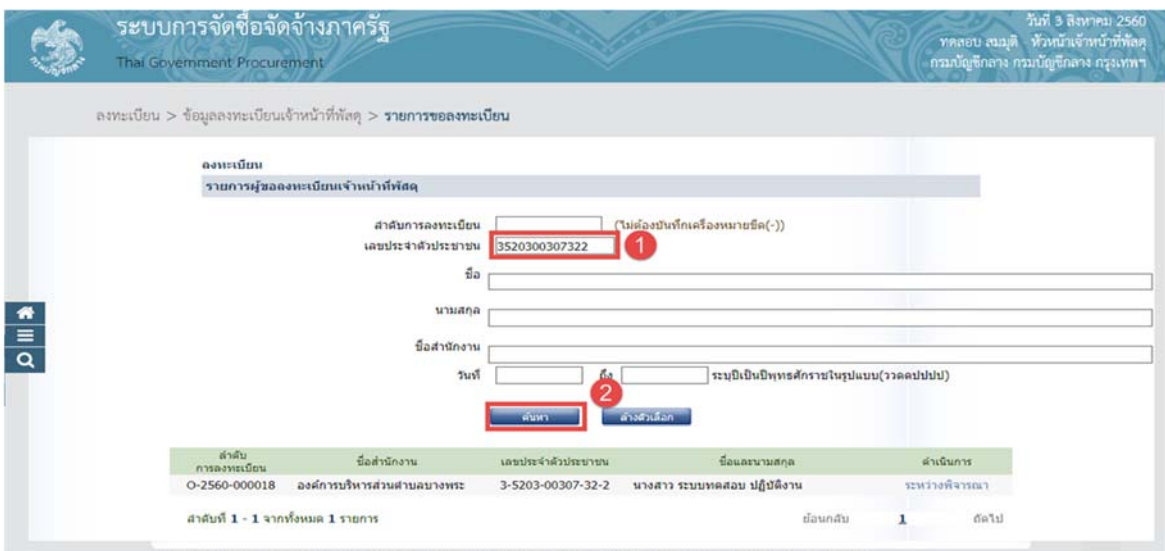 ระบบการจัดซื้อจัดจ้างภาครัฐ
Thai Government Procurement
วันที่ 3 สิงหาคม 2560
ทดสอบ สมมุติ - หัวหน้าเจ้าหน้าที่พัสดุ
กรมบัญชีกลาง กรมบัญชีกลาง กรุงเทพฯ
ลงทะเบียน > ข้อมูลลงทะเบียนเจ้าหน้าที่พัสดุ > รายการขอลงทะเบียน
ลงทะเบียน
รายการผู้ขอลงทะเบียนเจ้าหน้าที่พัสดุ
ลำดับการลงทะเบียน (ไม่ต้องบันทึกเครื่องหมายขีด(-))
เลขประจำตัวประชาชน 3520300307322 1
ชื่อ
นามสกุล
ชื่อสำนักงาน
วันที่ ถึง ระบุปีเป็นปีพุทธศักราชในรูปแบบ(ววดดปปปป)
2
ค้นหา ล้างตัวเลือก
ลำดับการลงทะเบียน ชื่อสำนักงาน เลขประจำตัวประชาชน ชื่อและนามสกุล ดำเนินการ
O-2560-000018 องค์การบริหารส่วนตำบลบางพระ 3-5203-00307-32-2 นางสาว ระบบทดสอบ ปฏิบัติงาน ระหว่างพิจารณา
ลำดับที่ 1 - 1 จากทั้งหมด 1 รายการ ย้อนกลับ 1 ถัดไป